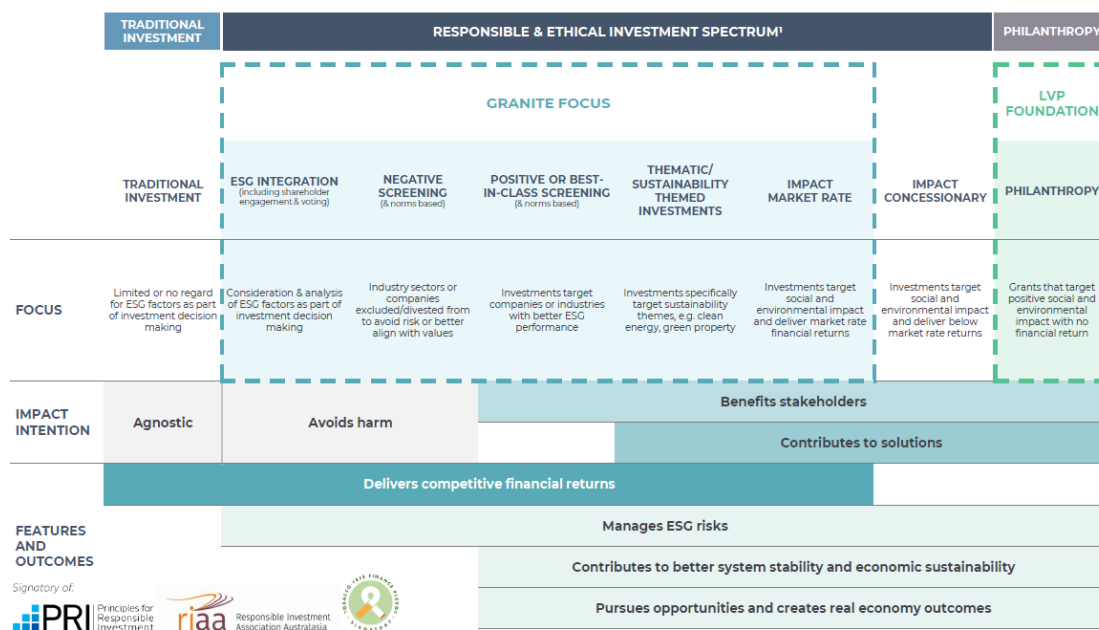 TRADITIONAL
INVESTMENT
RESPONSIBLE & ETHICAL INVESTMENT SPECTRUM¹
PHILANTHROPY
GRANITE FOCUS
LVP
FOUNDATION
TRADITIONAL
INVESTMENT
ESG INTEGRATION
(including shareholder
engagement & voting)
NEGATIVE
SCREENING
(& norms based)
POSITIVE OR BEST-
IN-CLASS SCREENING
(& norms based)
THEMATIC/
SUSTAINABILITY
THEMED
INVESTMENTS
IMPACT
MARKET RATE
IMPACT
CONCESSIONARY
PHILANTHROPY
FOCUS
Limited or no regard
for ESG factors as part
of investment decision
making
Consideration & analysis
of ESG factors as part of
investment decision
making
Industry sectors or
companies
excluded/divested from
to avoid risk or better
align with values
Investments target
companies or industries
with better ESG
performance
Investments specifically
target sustainability
themes, e.g. clean
energy, green property
Investments target
social and
environmental impact
and deliver market rate
financial returns
Investments target
social and
environmental impact
and deliver below
market rate returns
Grants that target
positive social and
environmental
impact with no
financial return
IMPACT
INTENTION
Agnostic
Avoids harm
Benefits stakeholders
Contributes to solutions
Delivers competitive financial returns
FEATURES
AND
OUTCOMES
Manages ESG risks
Contributes to better system stability and economic sustainability
Pursues opportunities and creates real economy outcomes
Signatory of:
PRI
Principles for
Responsible
Investment
riaa
Responsible Investment
Association Australasia
TOBACCO-FREE FINANCE PLEDGE
SIGNATORY